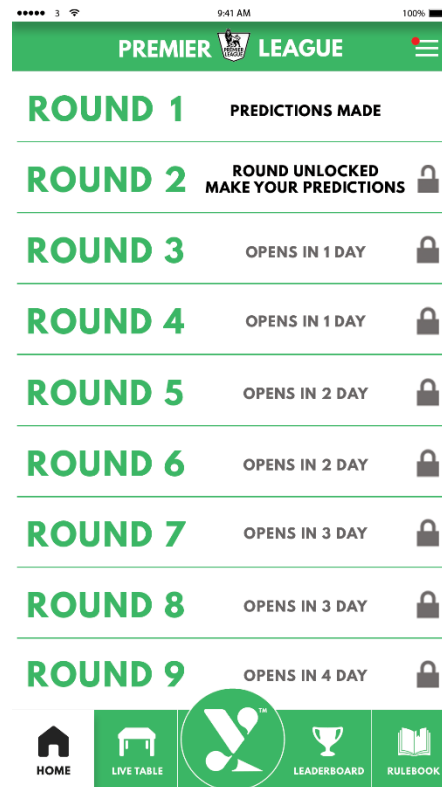 3 9:41 AM 100%
PREMIER PREMIER LEAGUE LEAGUE
ROUND 1 PREDICTIONS MADE
ROUND 2 ROUND UNLOCKED
MAKE YOUR PREDICTIONS
ROUND 3 OPENS IN 1 DAY
ROUND 4 OPENS IN 1 DAY
ROUND 5 OPENS IN 2 DAY
ROUND 6 OPENS IN 2 DAY
ROUND 7 OPENS IN 3 DAY
ROUND 8 OPENS IN 3 DAY
ROUND 9 OPENS IN 4 DAY
TM
HOME LIVE TABLE LEADERBOARD RULEBOOK